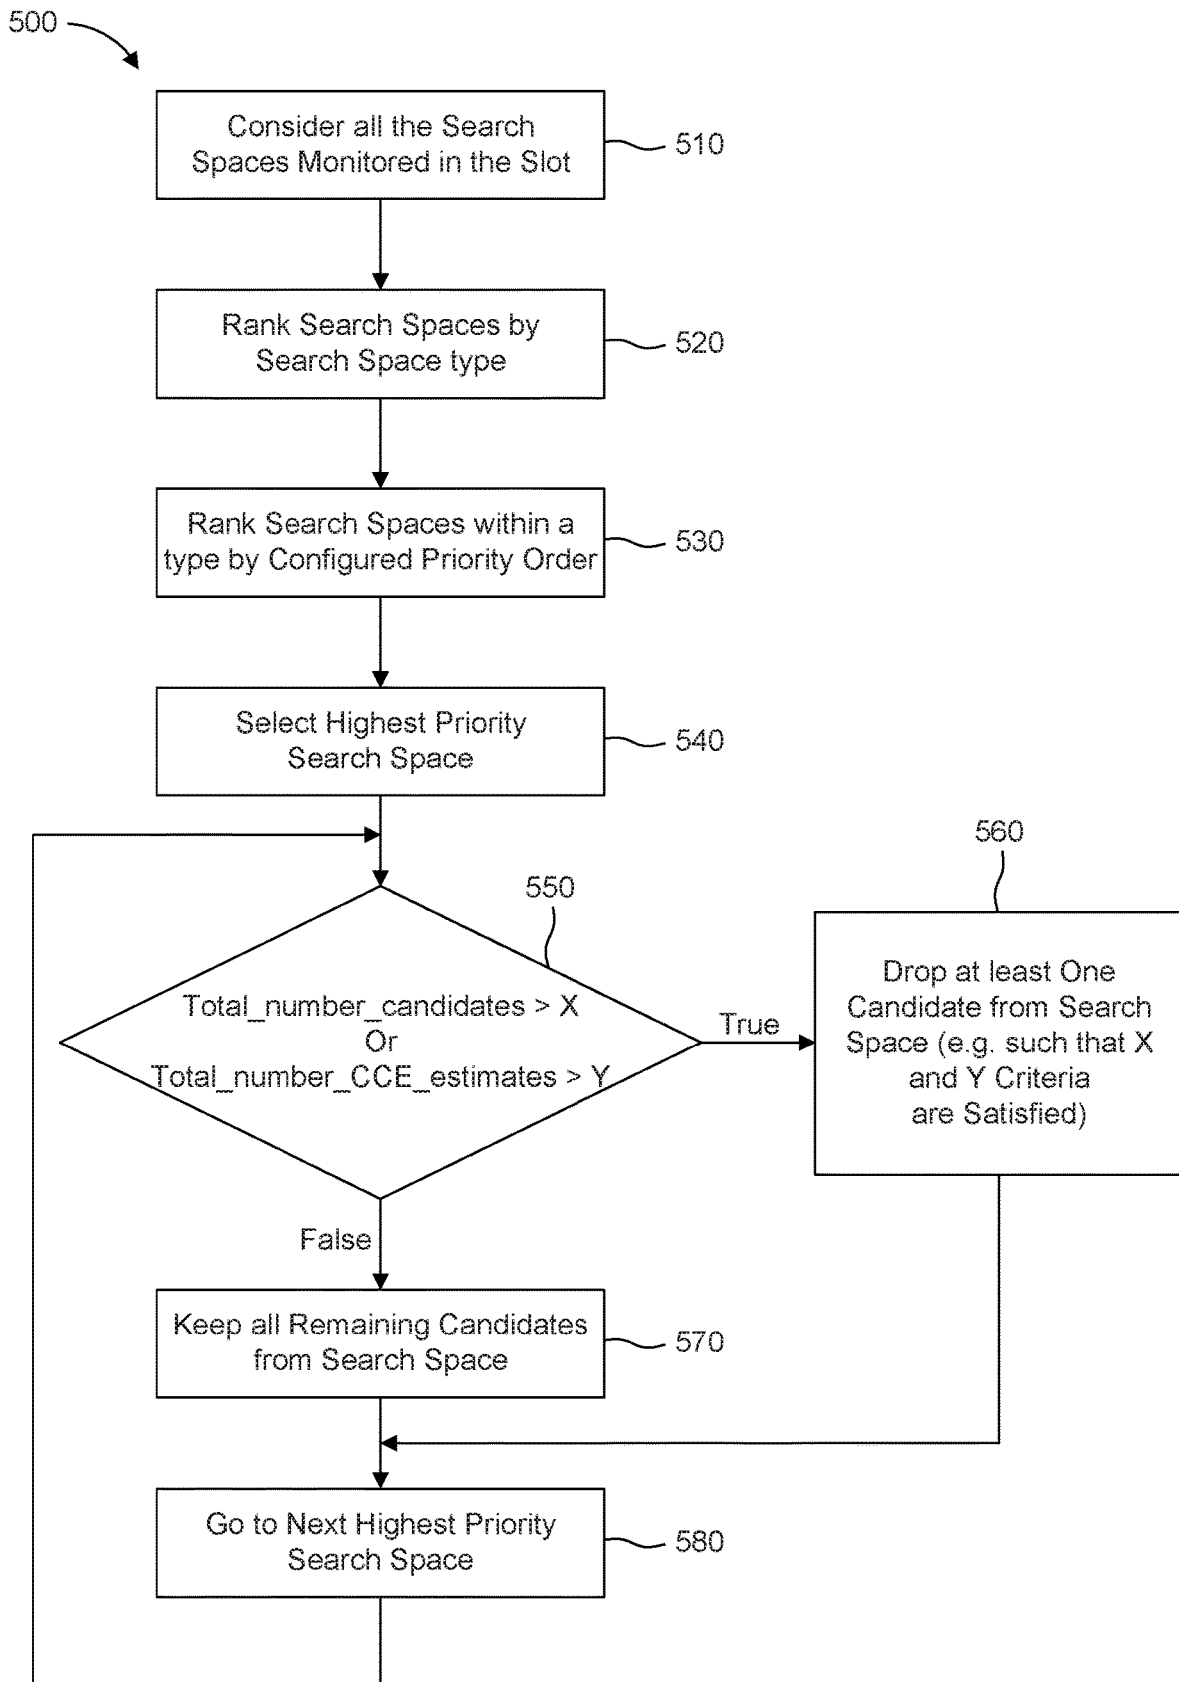 500
Consider all the Search
Spaces Monitored in the Slot
510
Rank Search Spaces by
Search Space type
520
Rank Search Spaces within a
type by Configured Priority Order
530
Select Highest Priority
Search Space
540
550
Total_number_candidates > X
Or
Total_number_CCE_estimates > Y
True
560
Drop at least One
Candidate from Search
Space (e.g. such that X
and Y Criteria
are Satisfied)
False
Keep all Remaining Candidates
from Search Space
570
Go to Next Highest Priority
Search Space
580